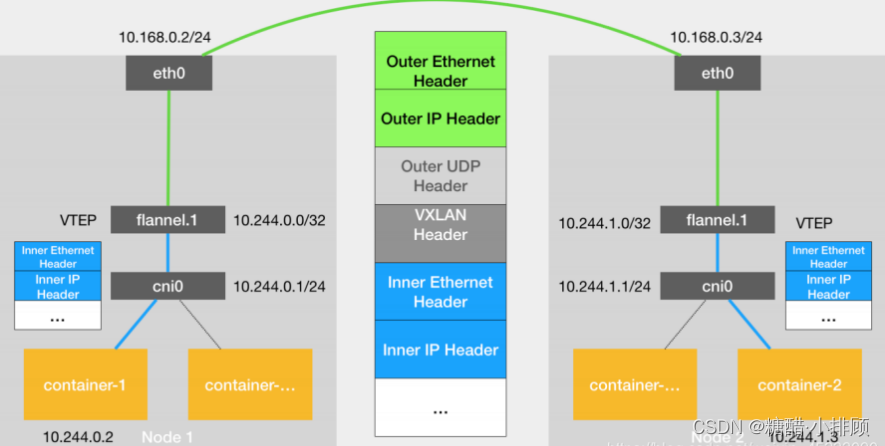 10.168.0.2/24
10.168.0.3/24
eth0
Outer Ethernet
Header
Outer IP Header
Outer UDP
Header
VXLAN
Header
Inner Ethernet
Header
Inner IP Header
...
eth0
VTEP
flannel.1
10.244.0.0/32
Inner Ethernet
Header
Inner IP
Header
...
cni0
10.244.0.1/24
container-1
container-...
10.244.0.2
Node 1
10.244.1.0/32
flannel.1
VTEP
10.244.1.1/24
cni0
Inner Ethernet
Header
Inner IP
Header
...
container-...
container-2
Node 2
10.244.1.3
CSDN @糖醋-小排顾